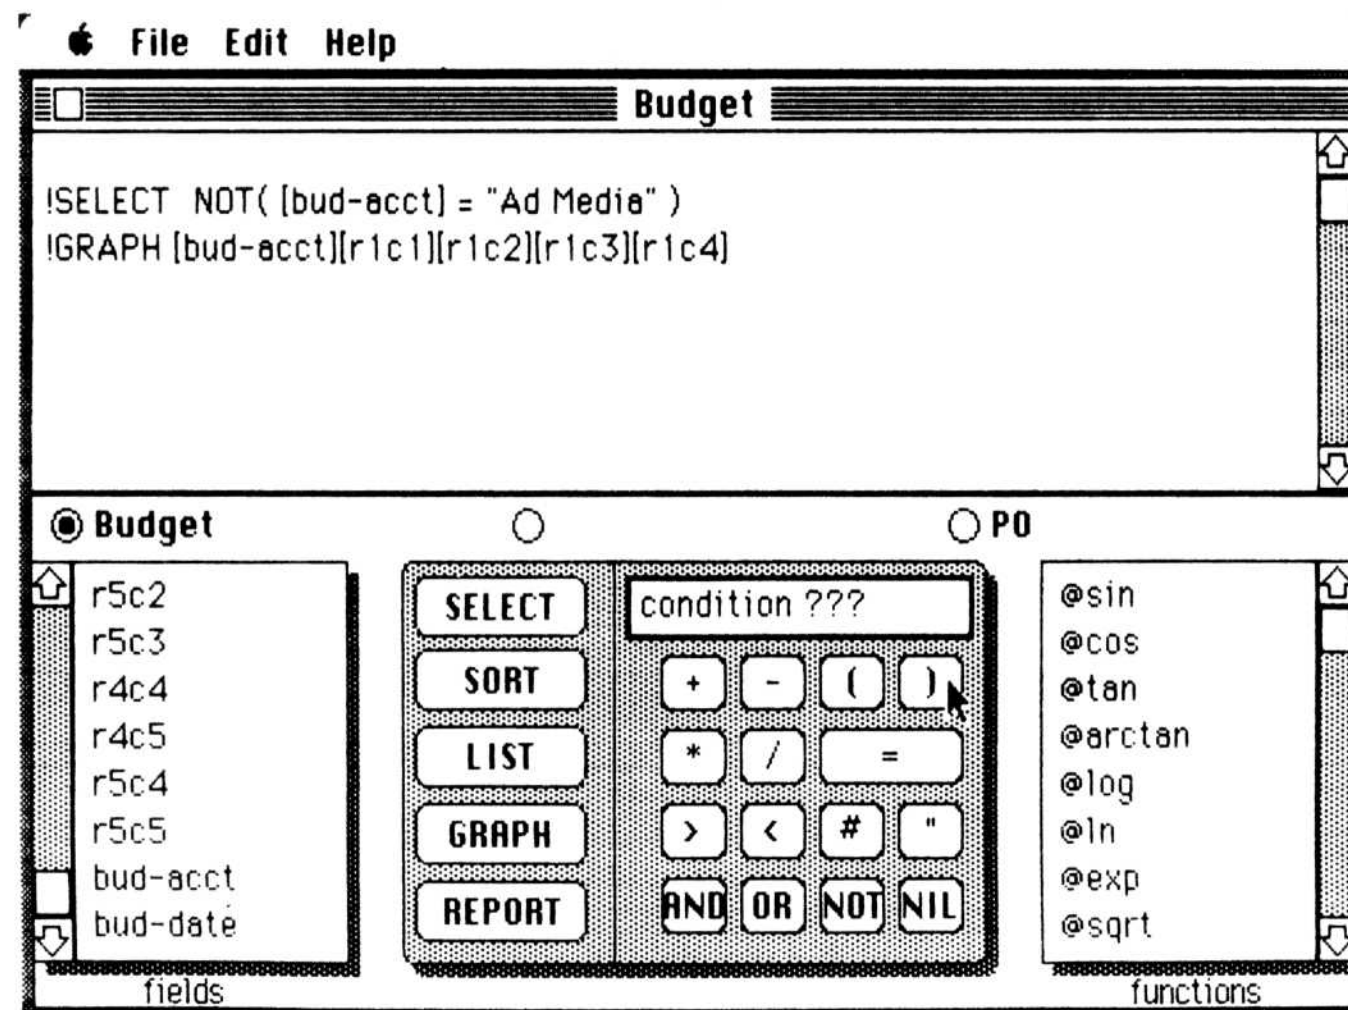 File Edit Help
Budget
!SELECT NOT( [bud-acct] = "Ad Media" )
!GRAPH [bud-acct][r1c1][r1c2][r1c3][r1c4]
Budget
PO
r5c2
r5c3
r4c4
r4c5
r5c4
r5c5
bud-acct
bud-date
fields
SELECT
SORT
LIST
GRAPH
REPORT
condition ???
+ - ( )
* / =
> < # "
AND OR NOT NIL
@sin
@cos
@tan
@arctan
@log
@ln
@exp
@sqrt
functions